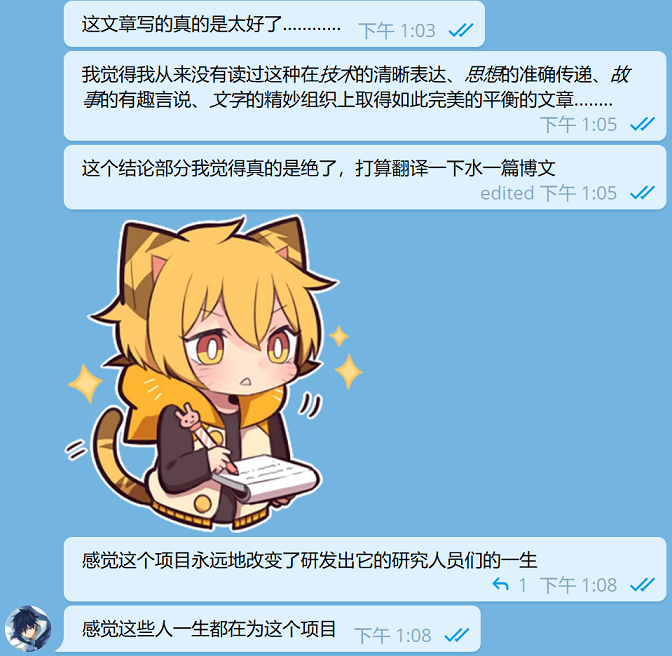 这文章写的真的是太好了............ 下午 1:03
我觉得我从来没有读过这种在技术的清晰表达、思想的准确传递、故
事的有趣言说、文字的精妙组织上取得如此完美的平衡的文章........
下午 1:05
这个结论部分我觉得真的是绝了，打算翻译一下水一篇博文
edited 下午 1:05
感觉这个项目永远地改变了研发出它的研究人员们的一生
1 下午 1:08
感觉这些人一生都在为这个项目 下午 1:08